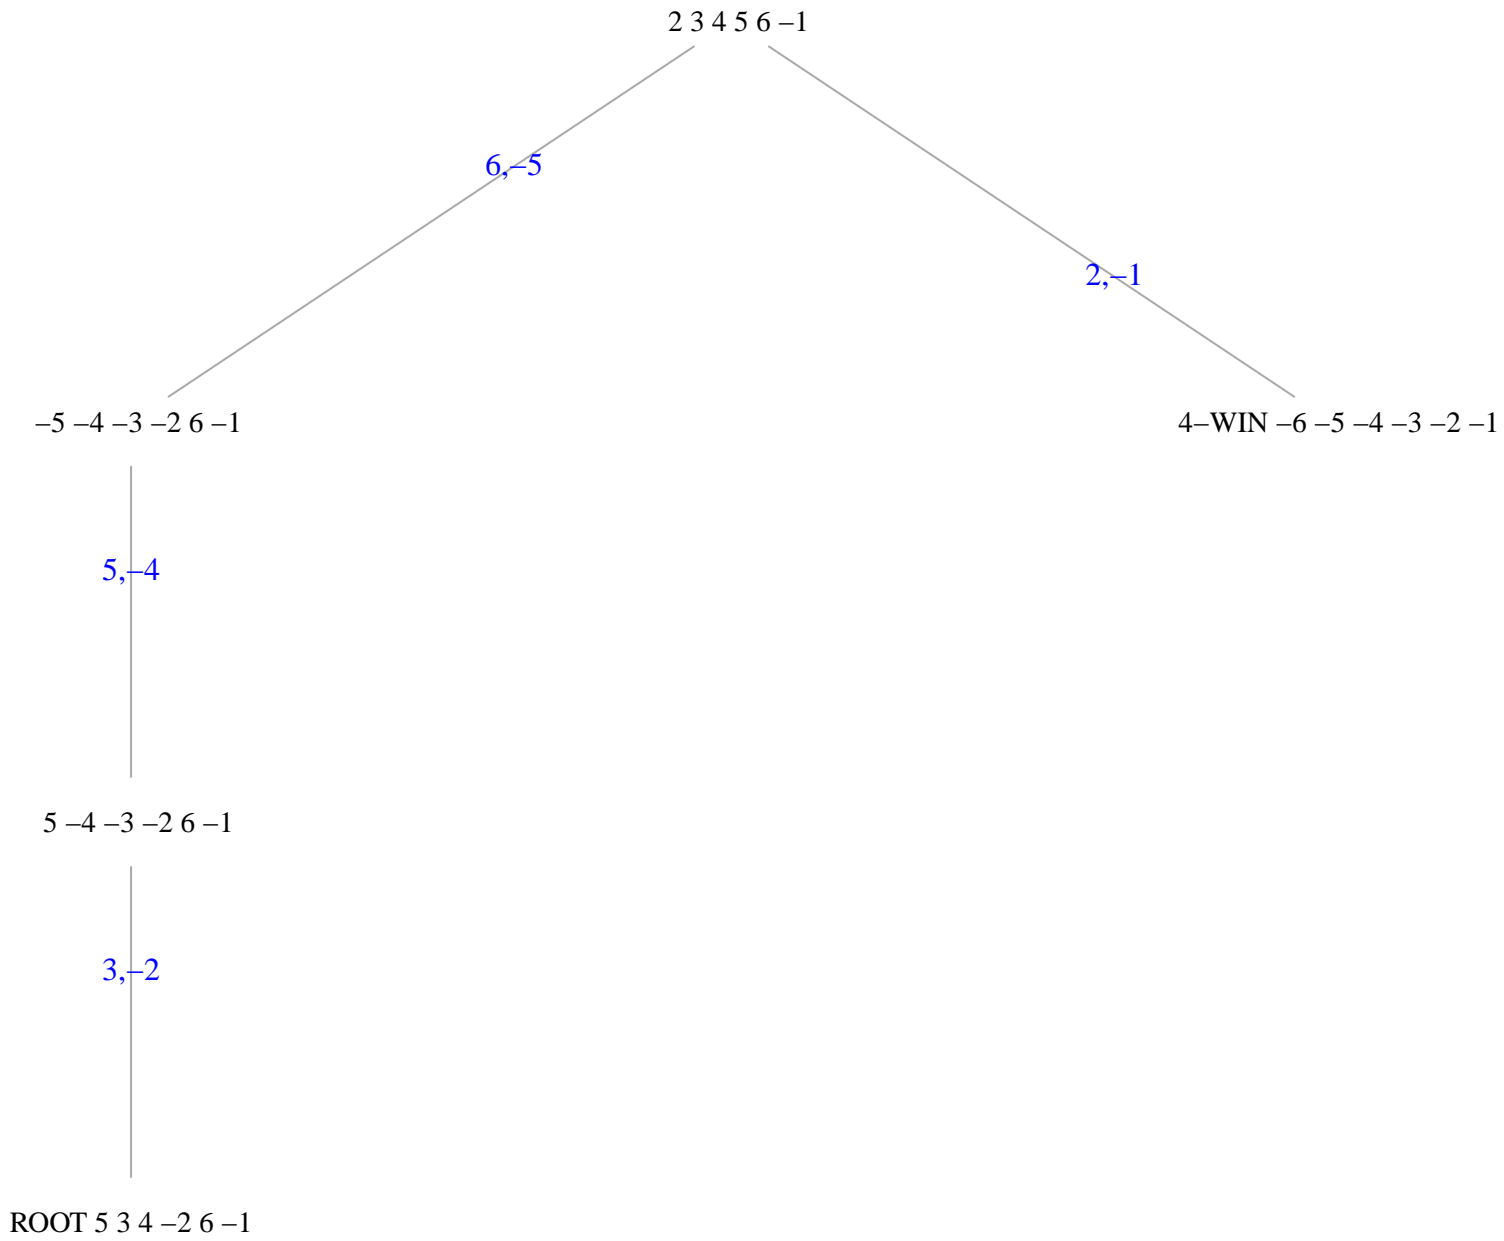 2 3 4 5 6 –1
6,–5
2,–1
–5 –4 –3 –2 6 –1
4–WIN –6 –5 –4 –3 –2 –1
5,–4
5 –4 –3 –2 6 –1
3,–2
ROOT 5 3 4 –2 6 –1